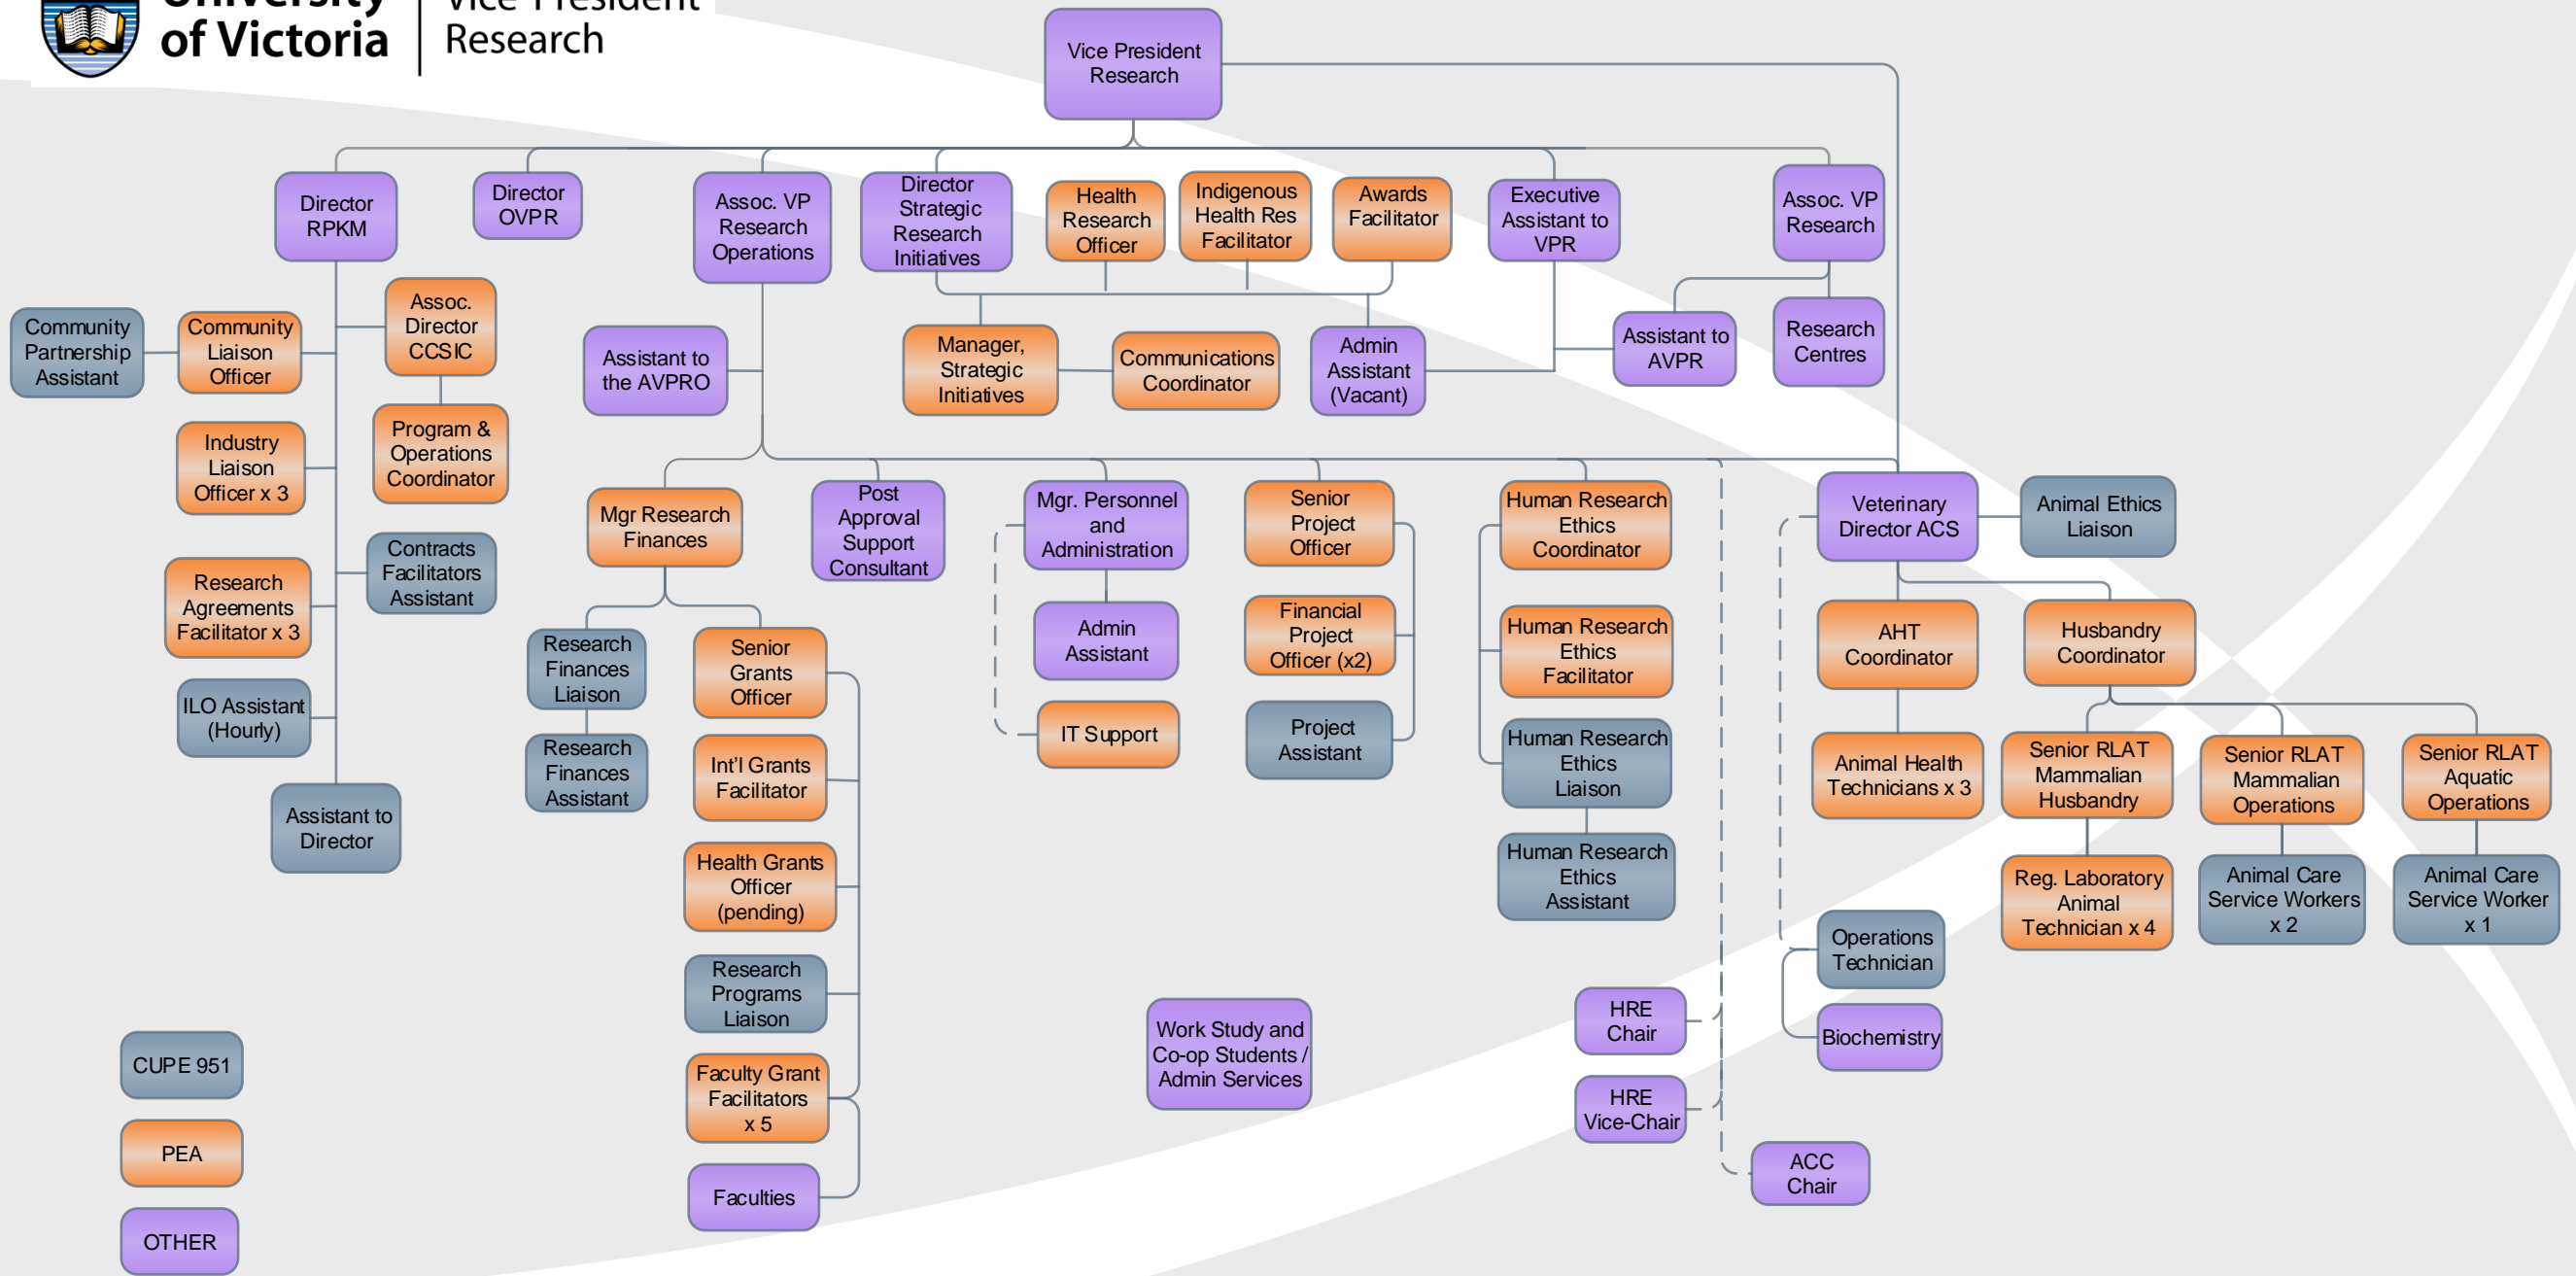 University
of Victoria
Vice-President
Research
Vice President
Research
Director
RPKM
Director
OVPR
Assoc. VP
Research
Operations
Director
Strategic
Research
Initiatives
Health
Research
Officer
Indigenous
Health Res
Facilitator
Awards
Facilitator
Executive
Assistant to
VPR
Assoc. VP
Research
Community
Partnership
Assistant
Community
Liaison
Officer
Assoc.
Director
CCSIC
Assistant to
the AVPRO
Manager,
Strategic
Initiatives
Communications
Coordinator
Admin
Assistant
(Vacant)
Assistant to
AVPR
Research
Centres
Industry
Liaison
Officer x 3
Program &
Operations
Coordinator
Mgr Research
Finances
Post
Approval
Support
Consultant
Mgr. Personnel
and
Administration
Senior
Project
Officer
Human Research
Ethics
Coordinator
Veterinary
Director ACS
Animal Ethics
Liaison
Research
Agreements
Facilitator x 3
Contracts
Facilitators
Assistant
Research
Finances
Liaison
Senior
Grants
Officer
Admin
Assistant
Financial
Project
Officer (x2)
Human Research
Ethics
Facilitator
AHT
Coordinator
Husbandry
Coordinator
ILO Assistant
(Hourly)
Research
Finances
Assistant
Int'l Grants
Facilitator
IT Support
Project
Assistant
Human Research
Ethics
Liaison
Animal Health
Technicians x 3
Senior RLAT
Mammalian
Husbandry
Senior RLAT
Mammalian
Operations
Senior RLAT
Aquatic
Operations
Assistant to
Director
Health Grants
Officer
(pending)
Human Research
Ethics
Assistant
Reg. Laboratory
Animal
Technician x 4
Animal Care
Service Workers
x 2
Animal Care
Service Worker
x 1
Operations
Technician
Research
Programs
Liaison
Work Study and
Co-op Students /
Admin Services
HRE
Chair
Biochemistry
CUPE 951
Faculty Grant
Facilitators
x 5
HRE
Vice-Chair
PEA
Faculties
ACC
Chair
OTHER